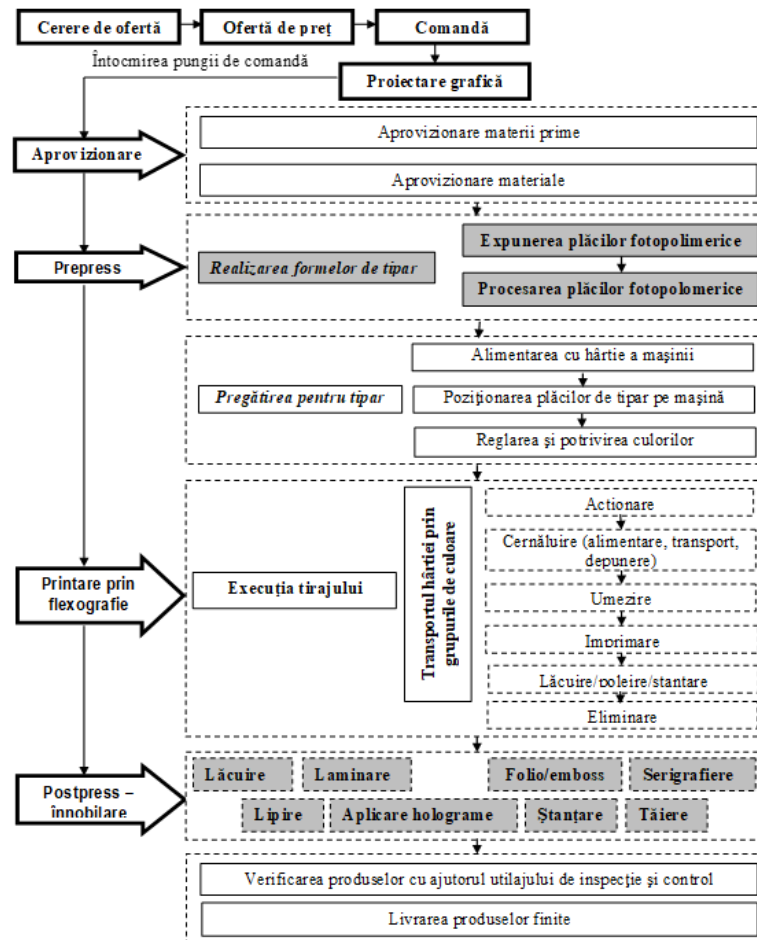 Cerere de ofertă
Ofertă de preț
Comandă
Întocmirea pungii de comandă
Proiectare grafică
Aprovizionare
Aprovizionare materii prime
Aprovizionare materiale
Prepress
Realizarea formelor de tipar
Expunerea plăcilor fotopolimerice
Procesarea plăcilor fotopolomerice
Pregătirea pentru tipar
Alimentarea cu hârtie a mașinii
Poziționarea plăcilor de tipar pe mașină
Reglarea și potrivirea culorilor
Printare prin
flexografie
Execuția tirajului
Transportul hârtiei prin
grupurile de culoare
Actionare
Cernăluire (alimentare, transport,
depunere)
Umezire
Imprimare
Lăcuire/poleire/stantare
Eliminare
Postpress –
înnobilare
Lăcuire
Laminare
Folio/emboss
Serigrafiere
Lipire
Aplicare holograme
Ștanțare
Tăiere
Verificarea produselor cu ajutorul utilajului de inspecție și control
Livrarea produselor finite